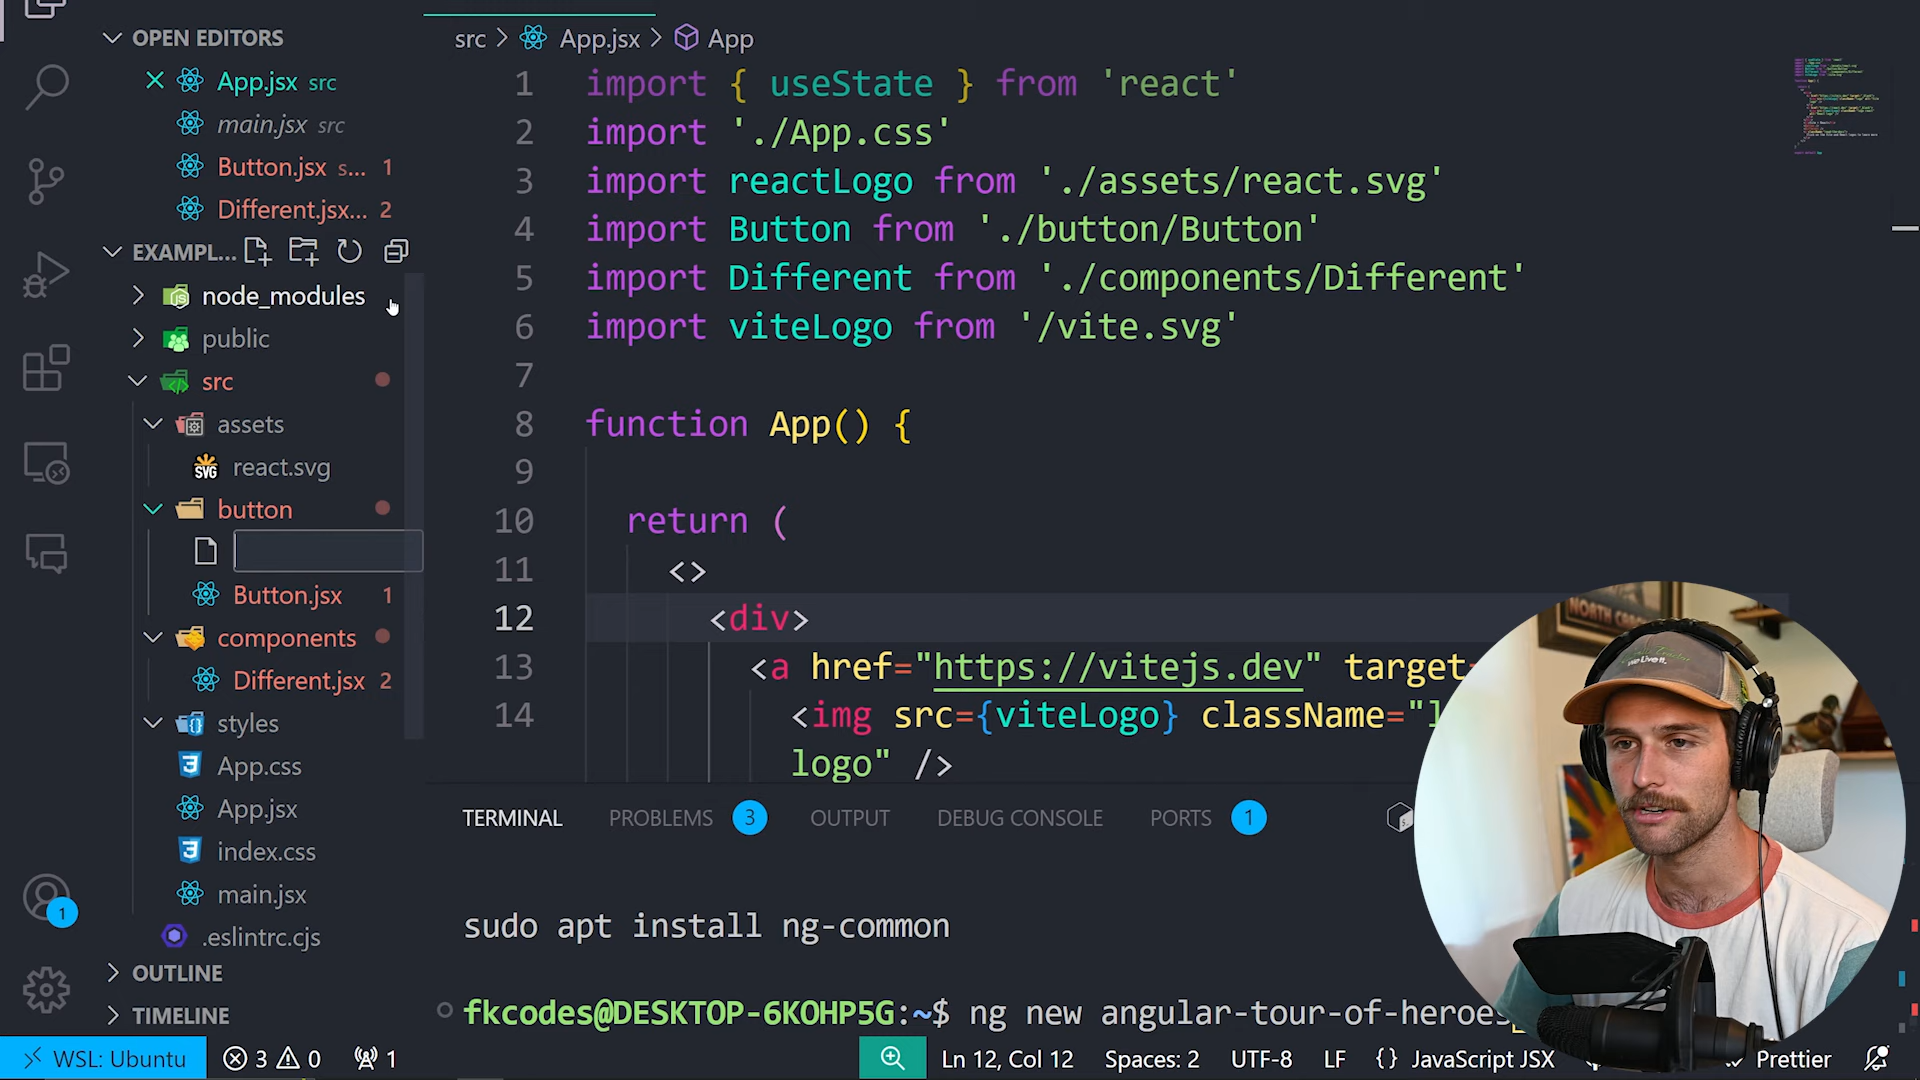 OPEN EDITORS
App.jsx src
main.jsx src
Button.jsx s... 1
Different.jsx... 2
EXAMPL...
node_modules
public
src
assets
react.svg
button
Button.jsx 1
components
Different.jsx 2
styles
App.css
App.jsx
index.css
main.jsx
.eslintrc.cjs
OUTLINE
TIMELINE
1
src > App.jsx > App
1 import { useState } from 'react'
2 import './App.css'
3 import reactLogo from './assets/react.svg'
4 import Button from './button/Button'
5 import Different from './components/Different'
6 import viteLogo from '/vite.svg'
7
8 function App() {
9
10 return (
11 <>
12 <div>
13 <a href="https://vitejs.dev" target=
14 <img src={viteLogo} className="l
logo" />
TERMINAL PROBLEMS 3 OUTPUT DEBUG CONSOLE PORTS 1
sudo apt install ng-common
fkcodes@DESKTOP-6KOHP5G:~$ ng new angular-tour-of-heroes
WSL: Ubuntu 3 0 1 Ln 12, Col 12 Spaces: 2 UTF-8 LF {} JavaScript JSX Prettier
NORTH